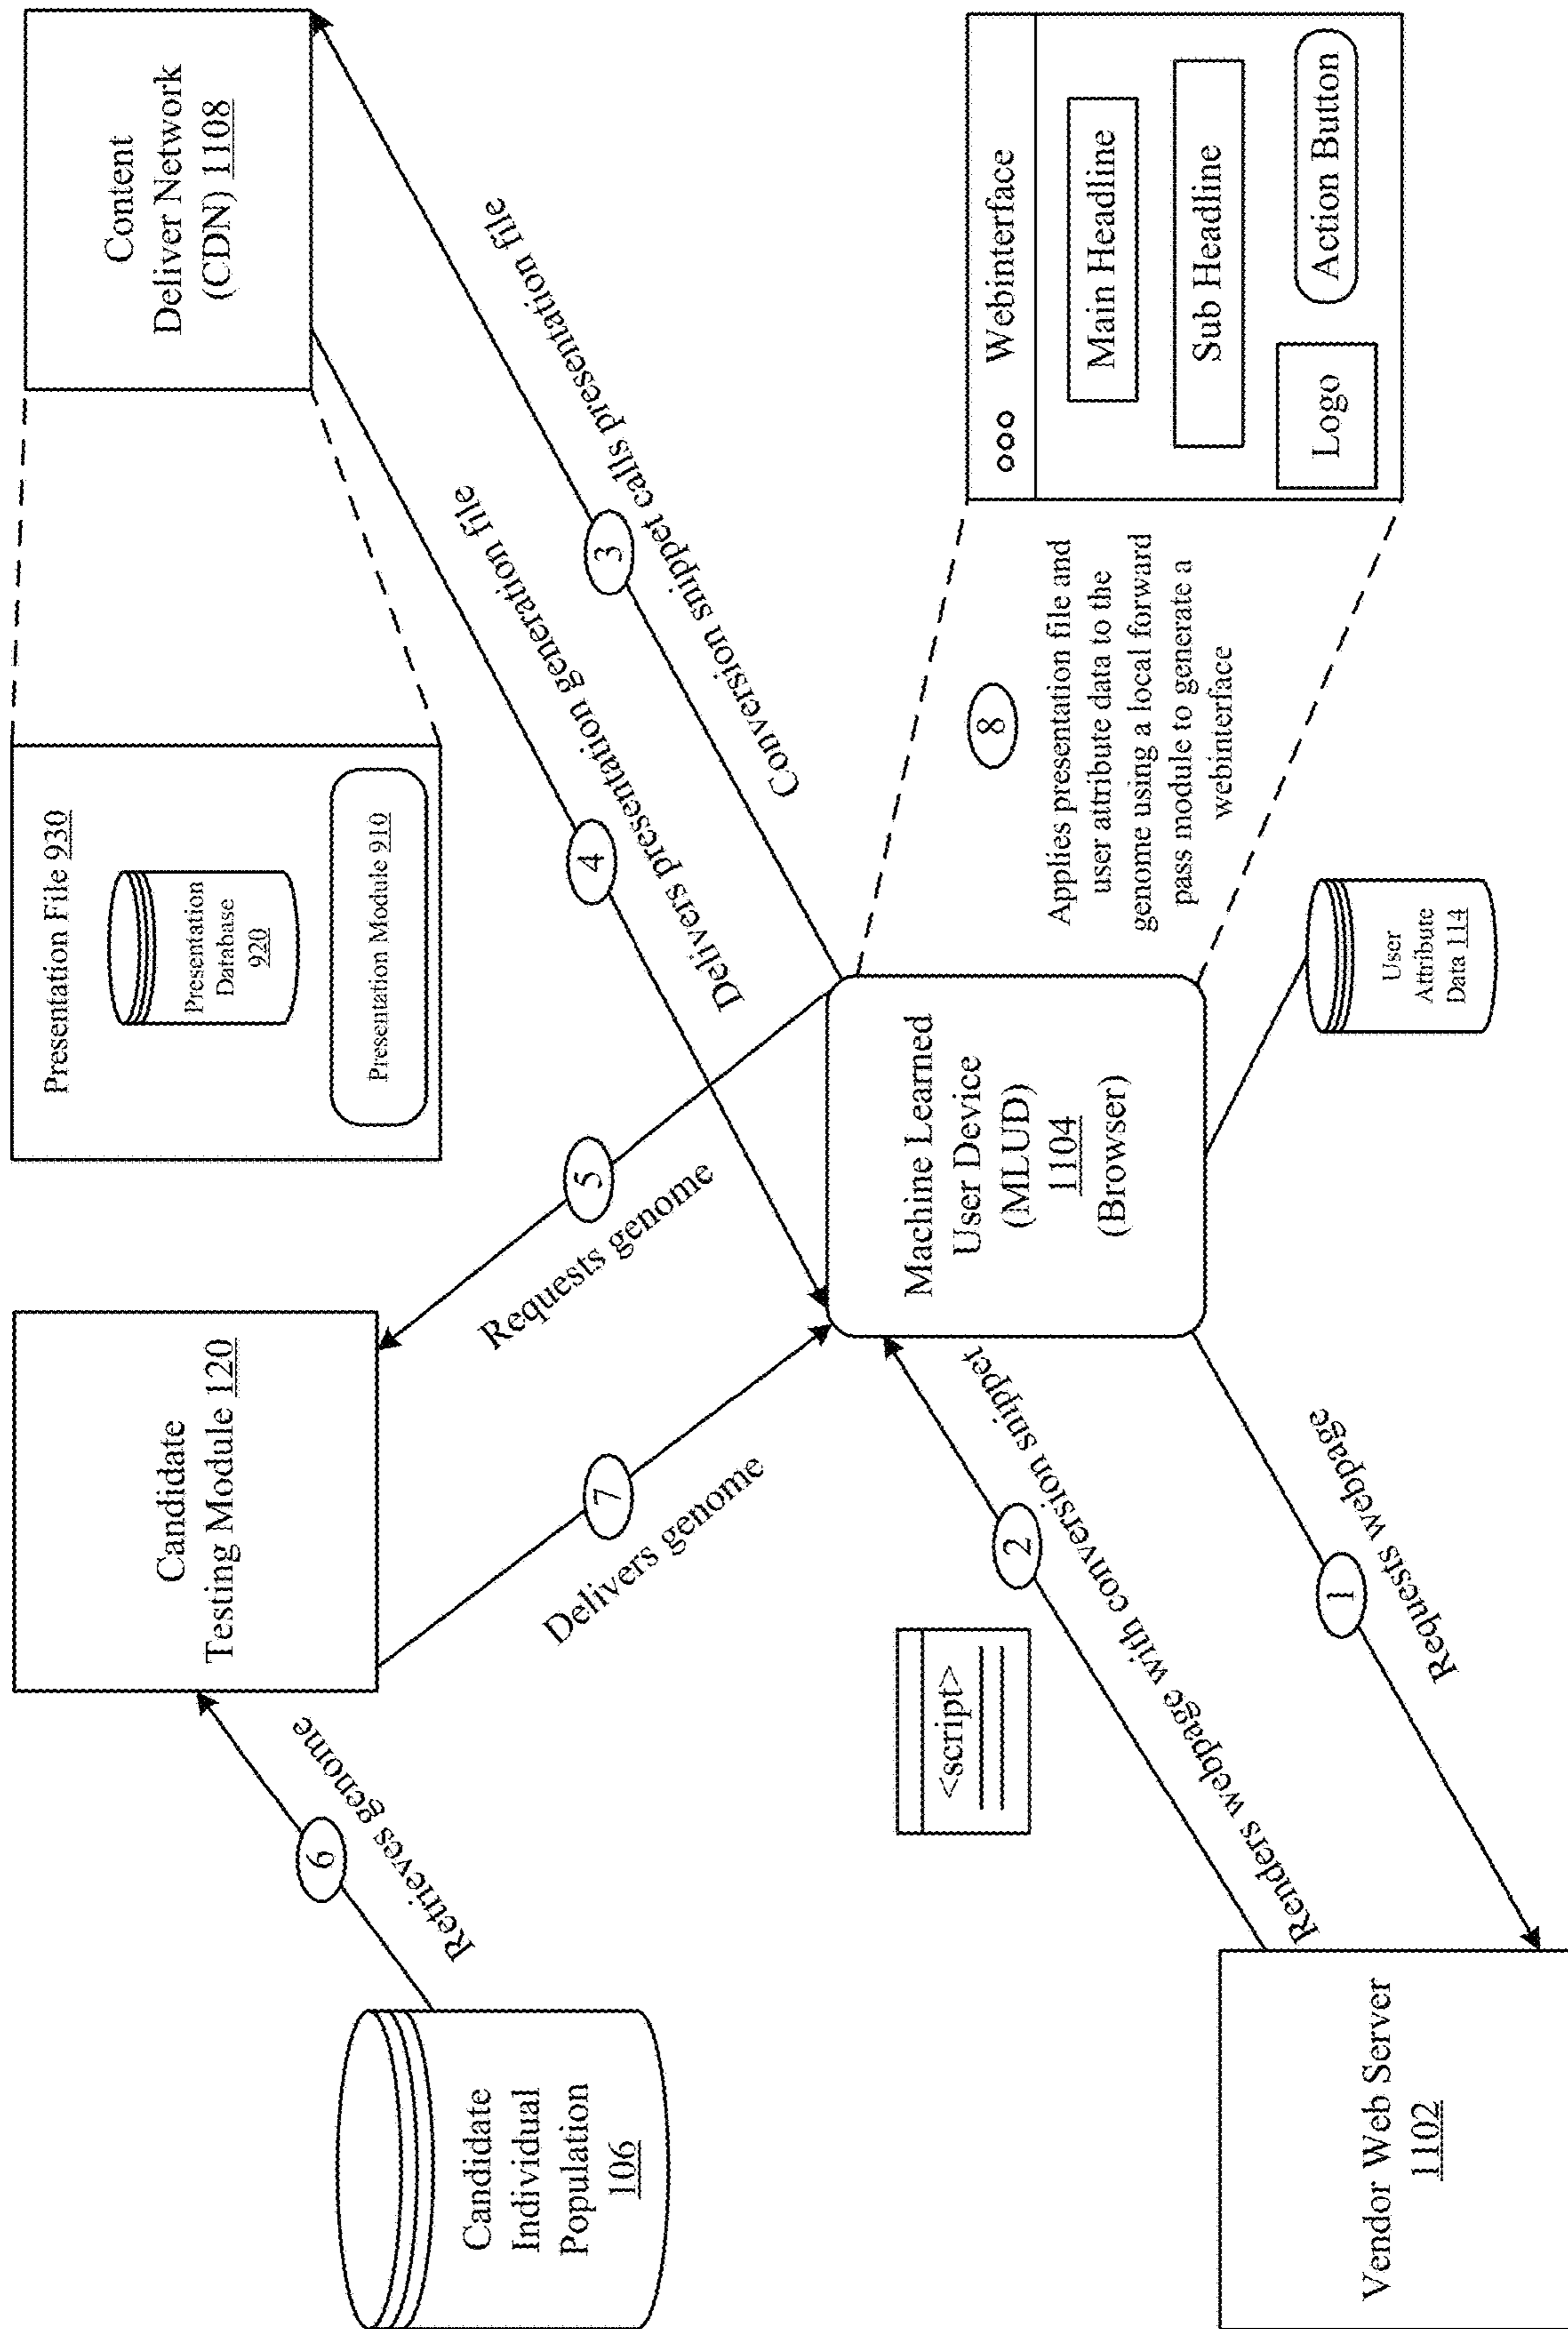 Candidate
Individual
Population
106
6
Retrieves genome
Candidate
Testing Module 120
Presentation File 930
Presentation
Database
920
Presentation Module 910
Content
Deliver Network
(CDN) 1108
7
Delivers genome
5
Requests genome
4
Delivers presentation generation file
3
Conversion snippet calls presentation file
Machine Learned
User Device
(MLUD)
1104
(Browser)
<script>
2
Renders webpage with conversion snippet
1
Requests webpage
Vendor Web Server
1102
User
Attribute
Data 114
8
Applies presentation file and
user attribute data to the
genome using a local forward
pass module to generate a
webinterface
Webinterface
Main Headline
Sub Headline
Logo
Action Button